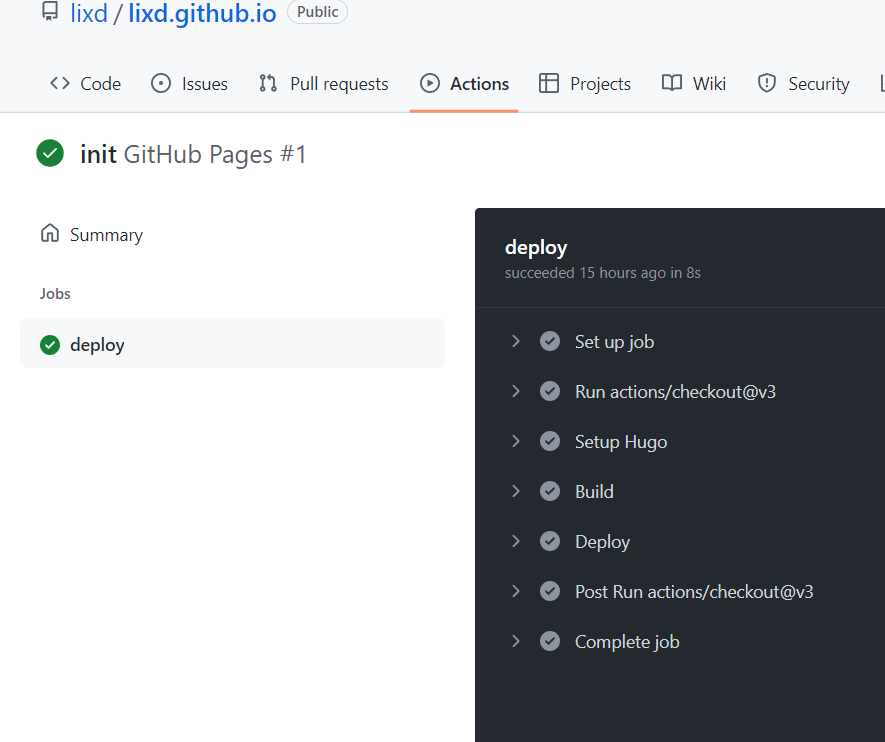 lixd / lixd.github.io Public
Code Issues Pull requests Actions Projects Wiki Security
init GitHub Pages #1
Summary
Jobs
deploy
deploy
succeeded 15 hours ago in 8s
Set up job
Run actions/checkout@v3
Setup Hugo
Build
Deploy
Post Run actions/checkout@v3
Complete job